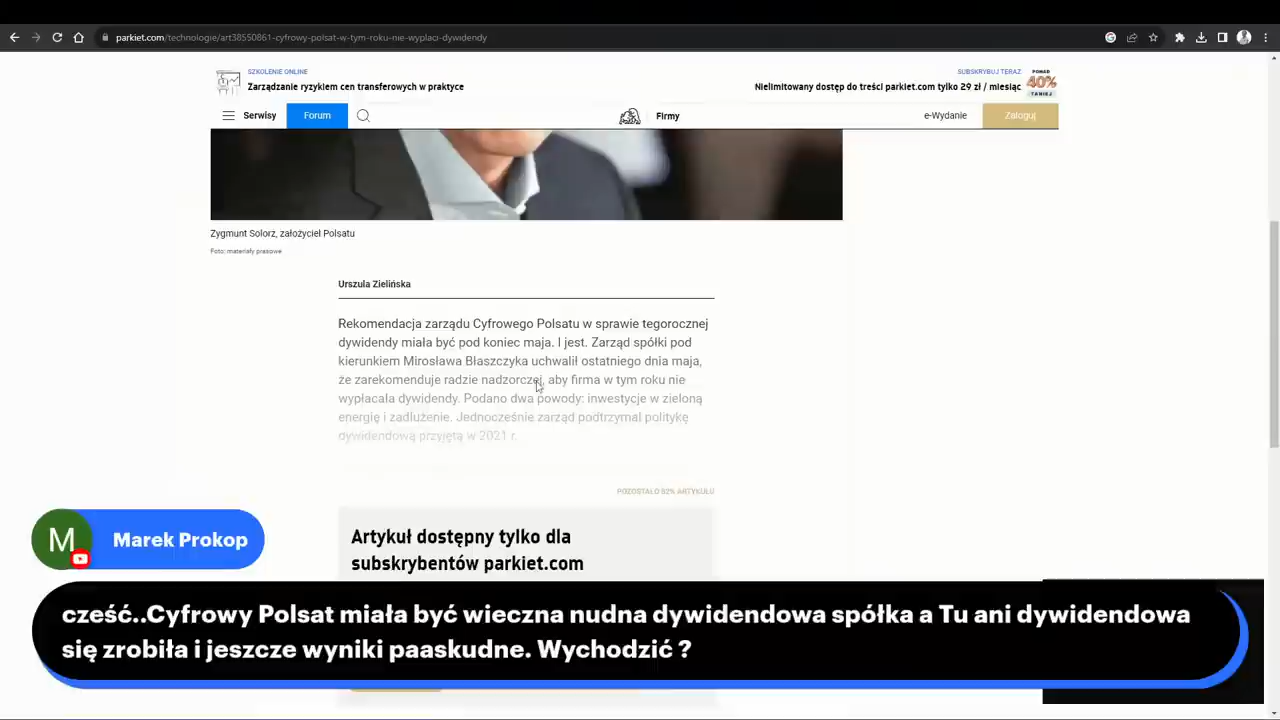 parkiet.com/technologie/art38550861-cyfrowy-polsat-w-tym-roku-nie-wyplaci-dywidendy
SZKOLENIE ONLINE
Zarządzanie ryzykiem cen transferowych w praktyce
SUBSKRYBUJ TERAZ
Nielimitowany dostęp do treści parkiet.com tylko 29 zł / miesiąc
PONAD
40%
TANIEJ
Serwisy
Forum
Firmy
e-Wydanie
Zaloguj
Zygmunt Solorz, założyciel Polsatu
Foto: materiały prasowe
Urszula Zielińska
Rekomendacja zarządu Cyfrowego Polsatu w sprawie tegorocznej
dywidendy miała być pod koniec maja. I jest. Zarząd spółki pod
kierunkiem Mirosława Błaszczyka uchwalił ostatniego dnia maja,
że zarekomenduje radzie nadzorczej, aby firma w tym roku nie
wypłacała dywidendy. Podano dwa powody: inwestycje w zieloną
energię i zadłużenie. Jednocześnie zarząd podtrzymał politykę
dywidendową przyjętą w 2021 r.
POZOSTAŁO 82% ARTYKUŁU
Artykuł dostępny tylko dla
subskrybentów parkiet.com
M
Marek Prokop
cześć..Cyfrowy Polsat miała być wieczna nudna dywidendowa spółka a Tu ani dywidendowa
się zrobiła i jeszcze wyniki paaskudne. Wychodzić ?